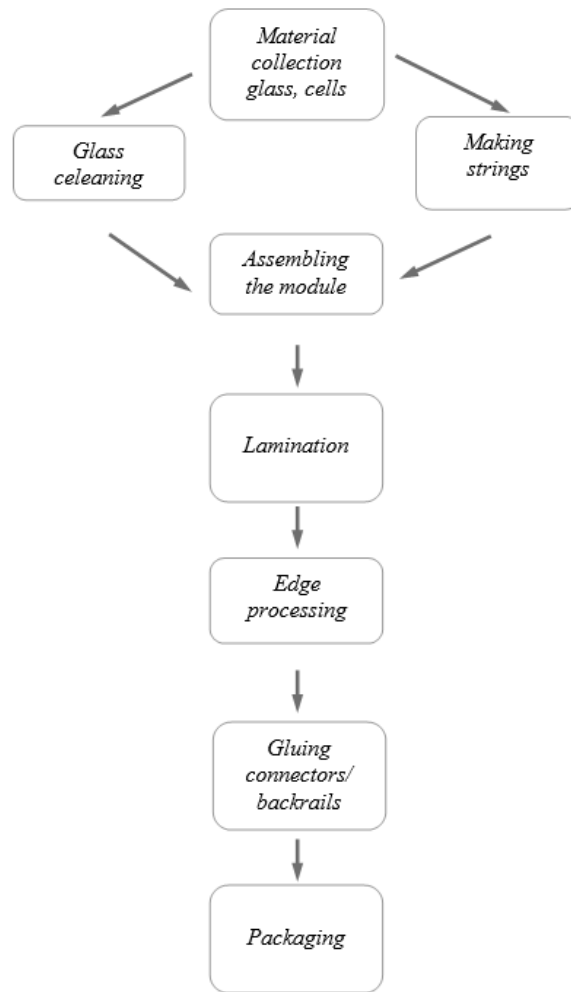 Material
collection
glass, cells
Glass
celeaning
Making
strings
Assembling
the module
Lamination
Edge
processing
Gluing
connectors/
backrails
Packaging